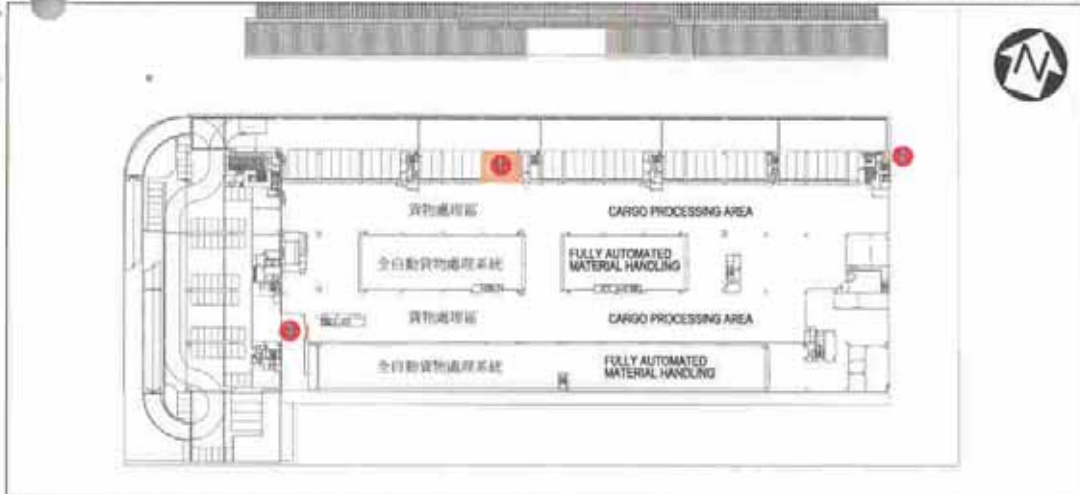 N
貨物處理區 CARGO PROCESSING AREA
全自動貨物處理系統 FULLY AUTOMATED
MATERIAL HANDLING
貨物處理區 CARGO PROCESSING AREA
全自動貨物處理系統 FULLY AUTOMATED
MATERIAL HANDLING